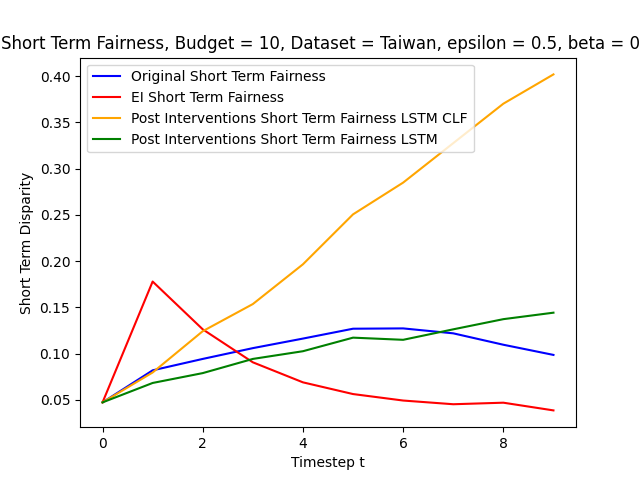 Short Term Fairness, Budget = 10, Dataset = Taiwan, epsilon = 0.5, beta = 0
Original Short Term Fairness
EI Short Term Fairness
Post Interventions Short Term Fairness LSTM CLF
Post Interventions Short Term Fairness LSTM
Short Term Disparity
0.40
0.35
0.30
0.25
0.20
0.15
0.10
0.05
0
2
4
6
8
Timestep t